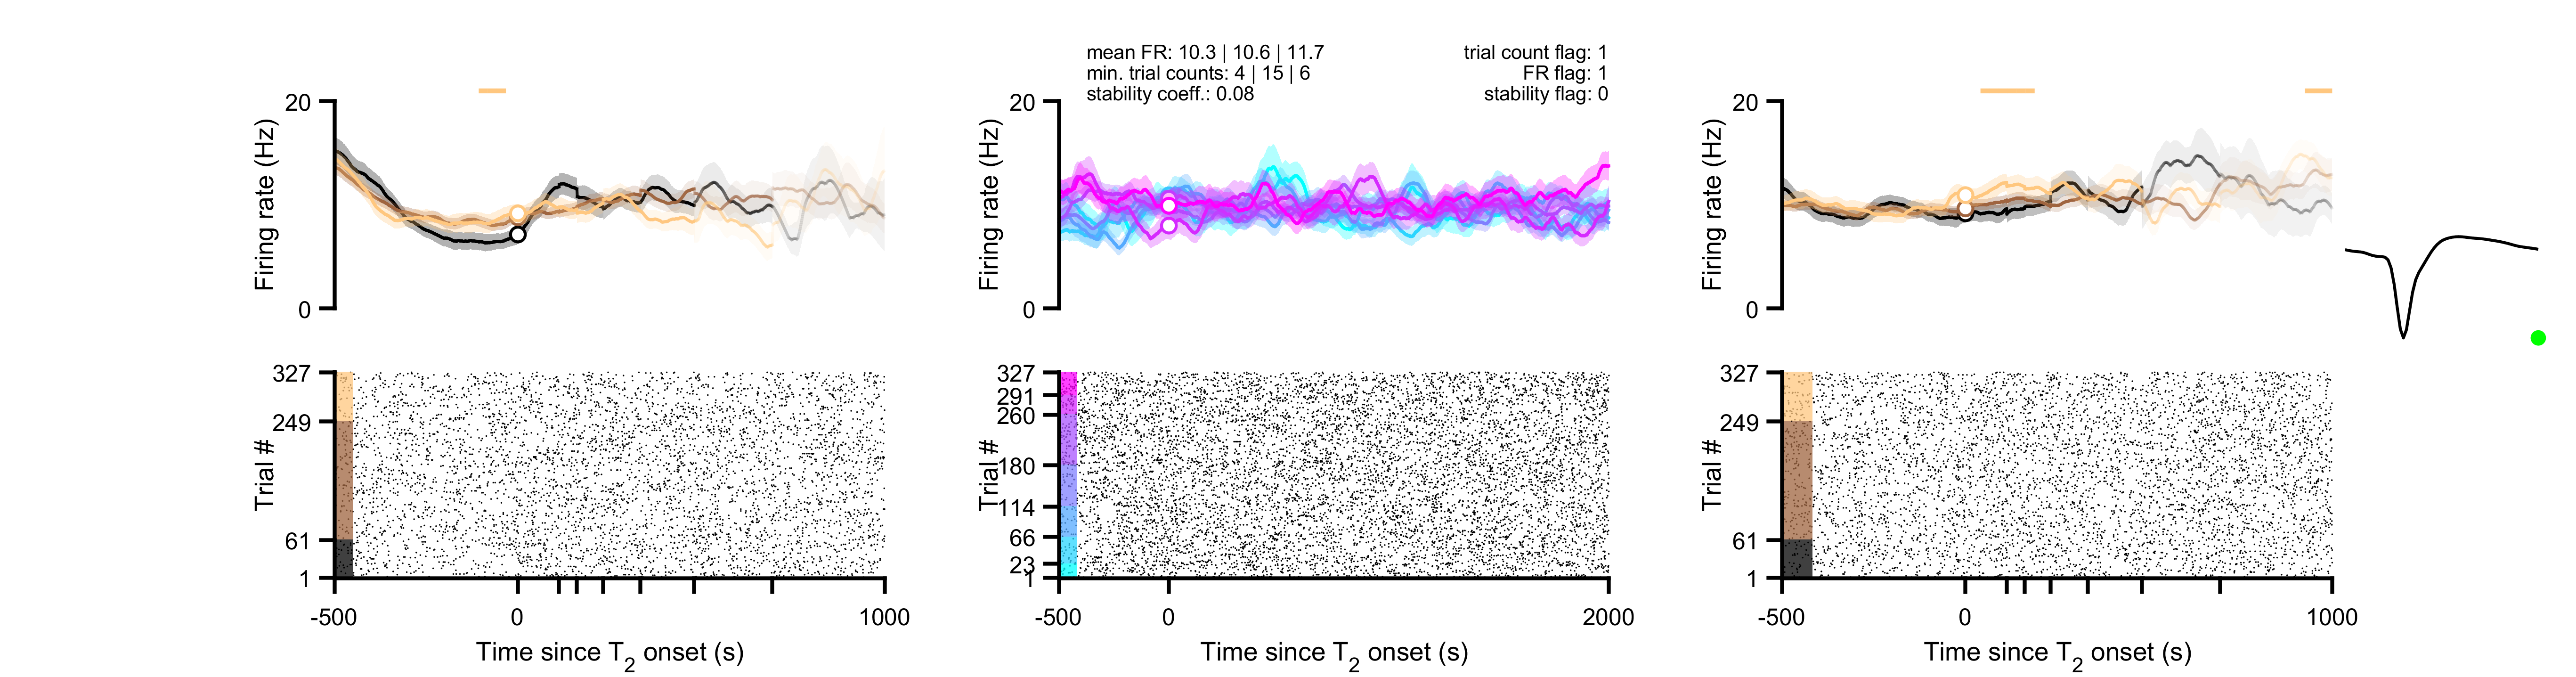 mean FR: 10.3 | 10.6 | 11.7
min. trial counts: 4 | 15 | 6
stability coeff.: 0.08
trial count flag: 1
FR flag: 1
stability flag: 0
20
Firing rate (Hz)
0
327
249
Trial #
61
1
-500
0
1000
Time since T2 onset (s)
20
Firing rate (Hz)
0
327
291
260
Trial #
180
114
66
23
1
-500
0
2000
Time since T2 onset (s)
20
Firing rate (Hz)
0
327
249
Trial #
61
1
-500
0
1000
Time since T2 onset (s)